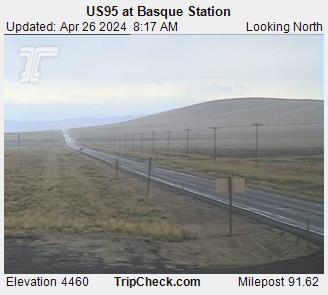 US95 at Basque Station
Updated: Apr 26 2024 8:17 AM Looking North
Elevation 4460 TripCheck.com Milepost 91.62